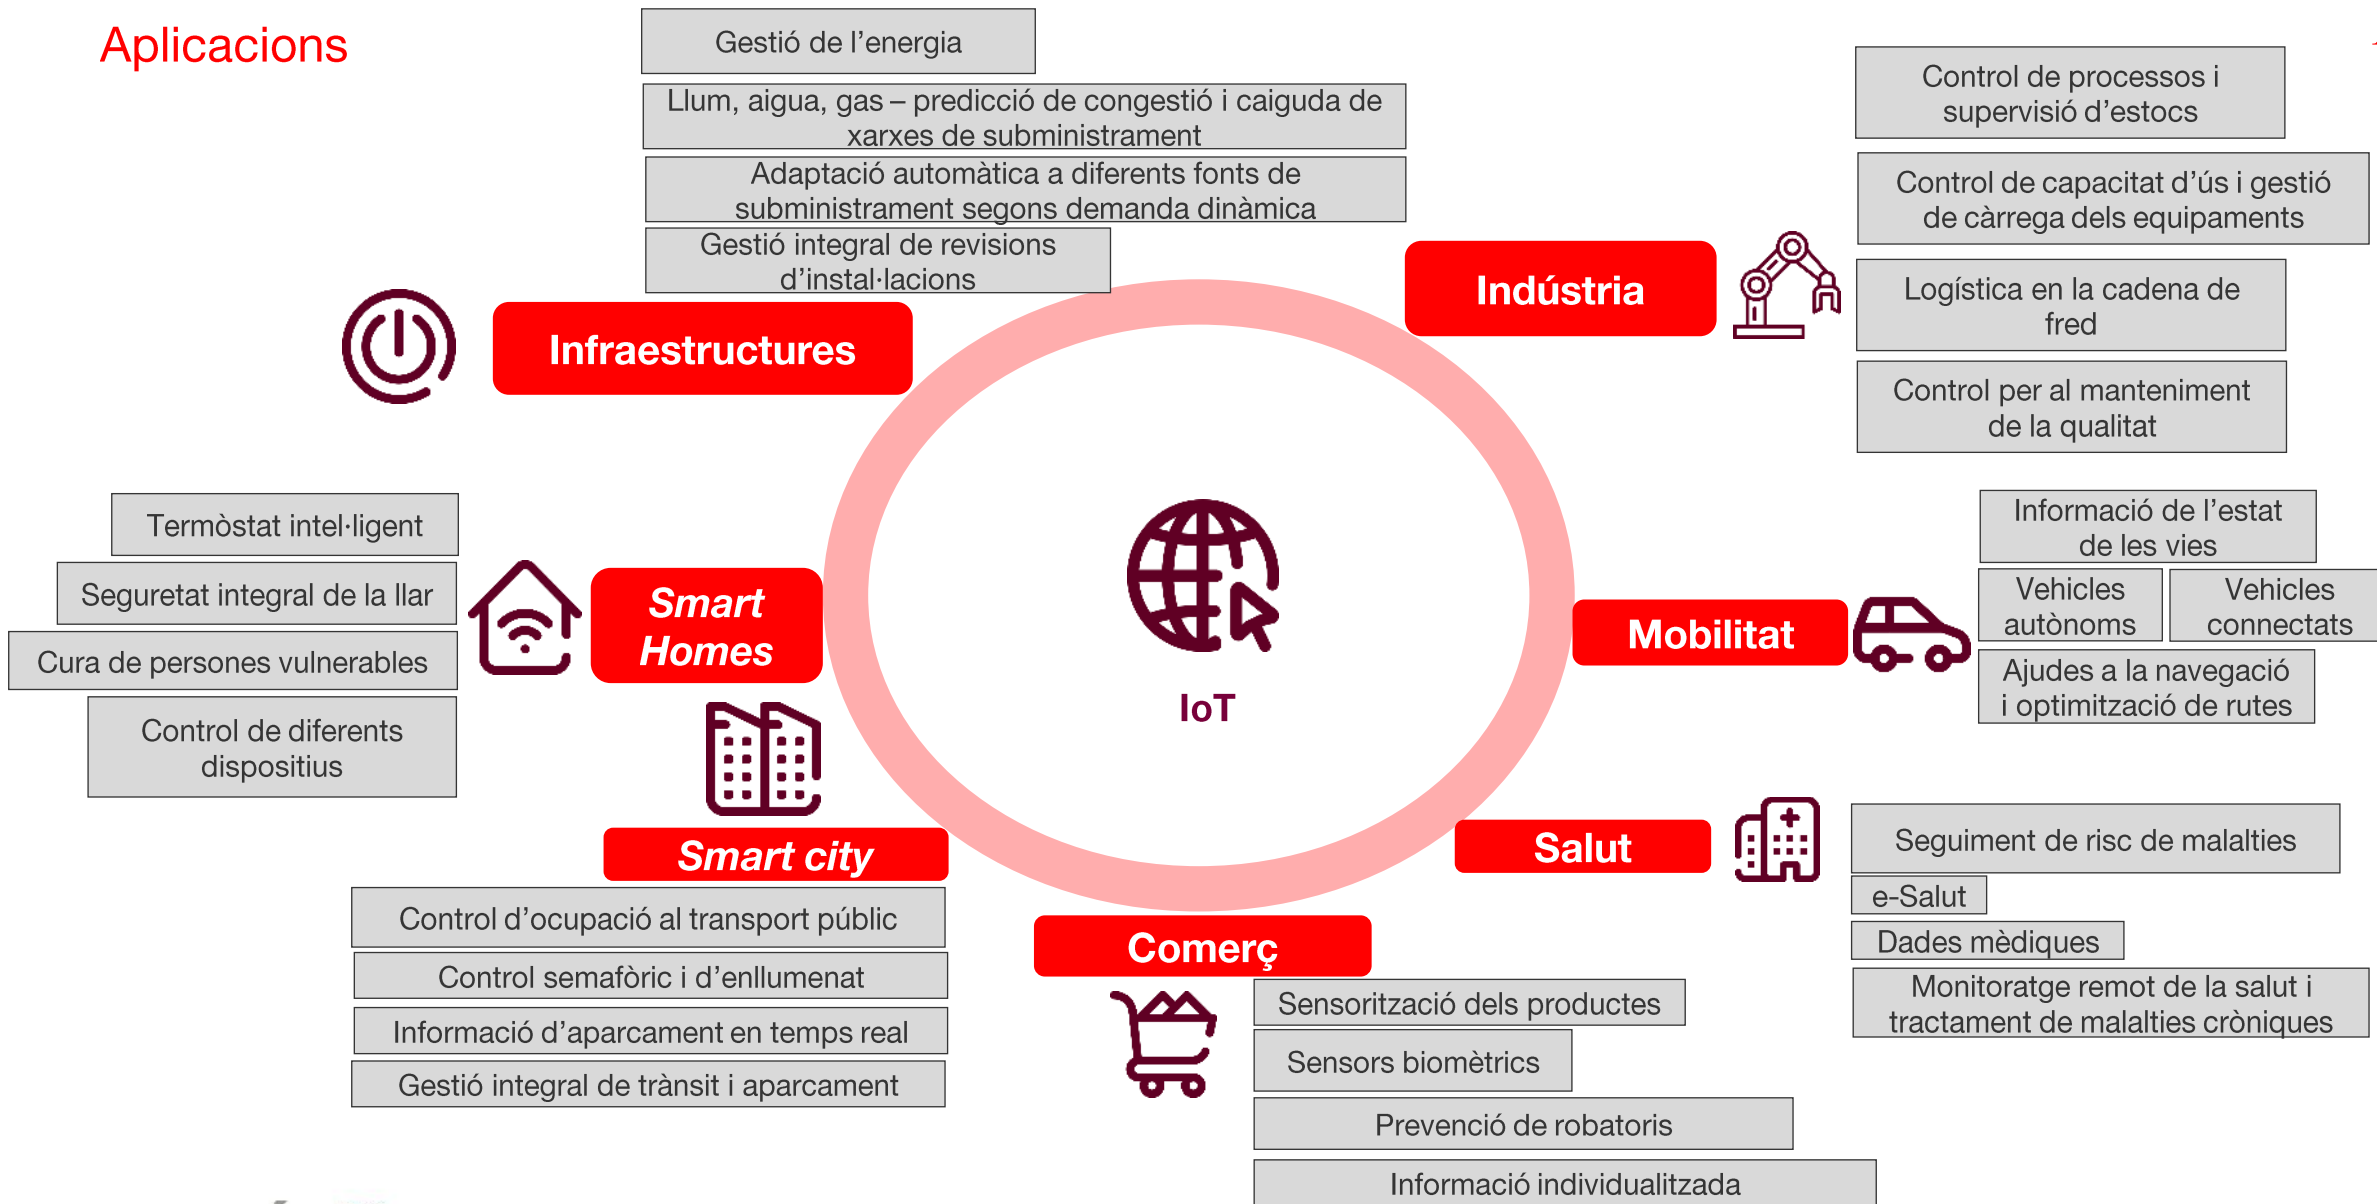 Aplicacions
Gestió de l’energia
Llum, aigua, gas – predicció de congestió i caiguda de
xarxes de subministrament
Adaptació automàtica a diferents fonts de
subministrament segons demanda dinàmica
Gestió integral de revisions
d’instal·lacions
Infraestructures
Indústria
Control de processos i
supervisió d’estocs
Control de capacitat d’ús i gestió
de càrrega dels equipaments
Logística en la cadena de
fred
Control per al manteniment
de la qualitat
Termòstat intel·ligent
Seguretat integral de la llar
Cura de persones vulnerables
Control de diferents
dispositius
Smart
Homes
IoT
Mobilitat
Informació de l’estat
de les vies
Vehicles
autònoms
Vehicles
connectats
Ajudes a la navegació
i optimització de rutes
Smart city
Control d’ocupació al transport públic
Control semafòric i d’enllumenat
Informació d’aparcament en temps real
Gestió integral de trànsit i aparcament
Salut
Seguiment de risc de malalties
e-Salut
Dades mèdiques
Monitoratge remot de la salut i
tractament de malalties cròniques
Comerç
Sensorització dels productes
Sensors biomètrics
Prevenció de robatoris
Informació individualitzada